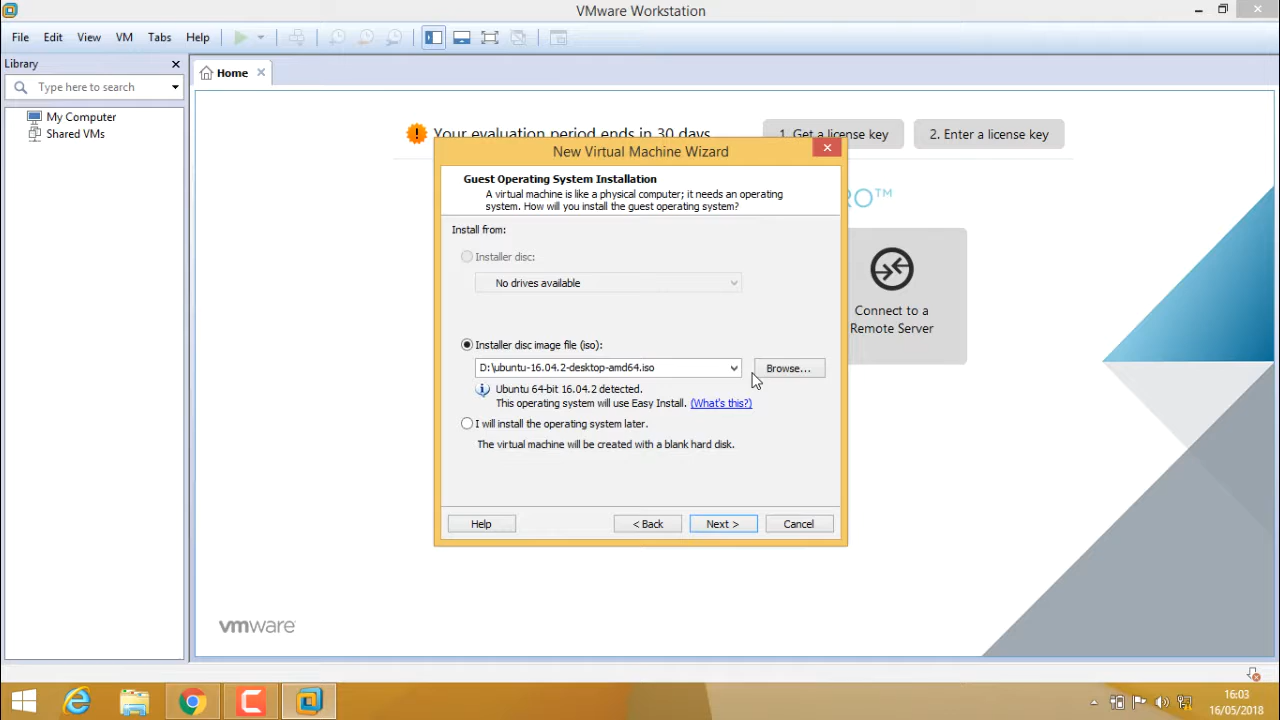 VMware Workstation
File Edit View VM Tabs Help
Library
Type here to search
My Computer
Shared VMs
Home
Your evaluation period ends in 30 days
1. Get a license key
2. Enter a license key
RO™
Connect to a
Remote Server
New Virtual Machine Wizard
Guest Operating System Installation
A virtual machine is like a physical computer; it needs an operating
system. How will you install the guest operating system?
Install from:
Installer disc:
No drives available
Installer disc image file (iso):
D:\ubuntu-16.04.2-desktop-amd64.iso
Browse...
Ubuntu 64-bit 16.04.2 detected.
This operating system will use Easy Install. (What's this?)
I will install the operating system later.
The virtual machine will be created with a blank hard disk.
Help
< Back
Next >
Cancel
vmware
16:03
16/05/2018